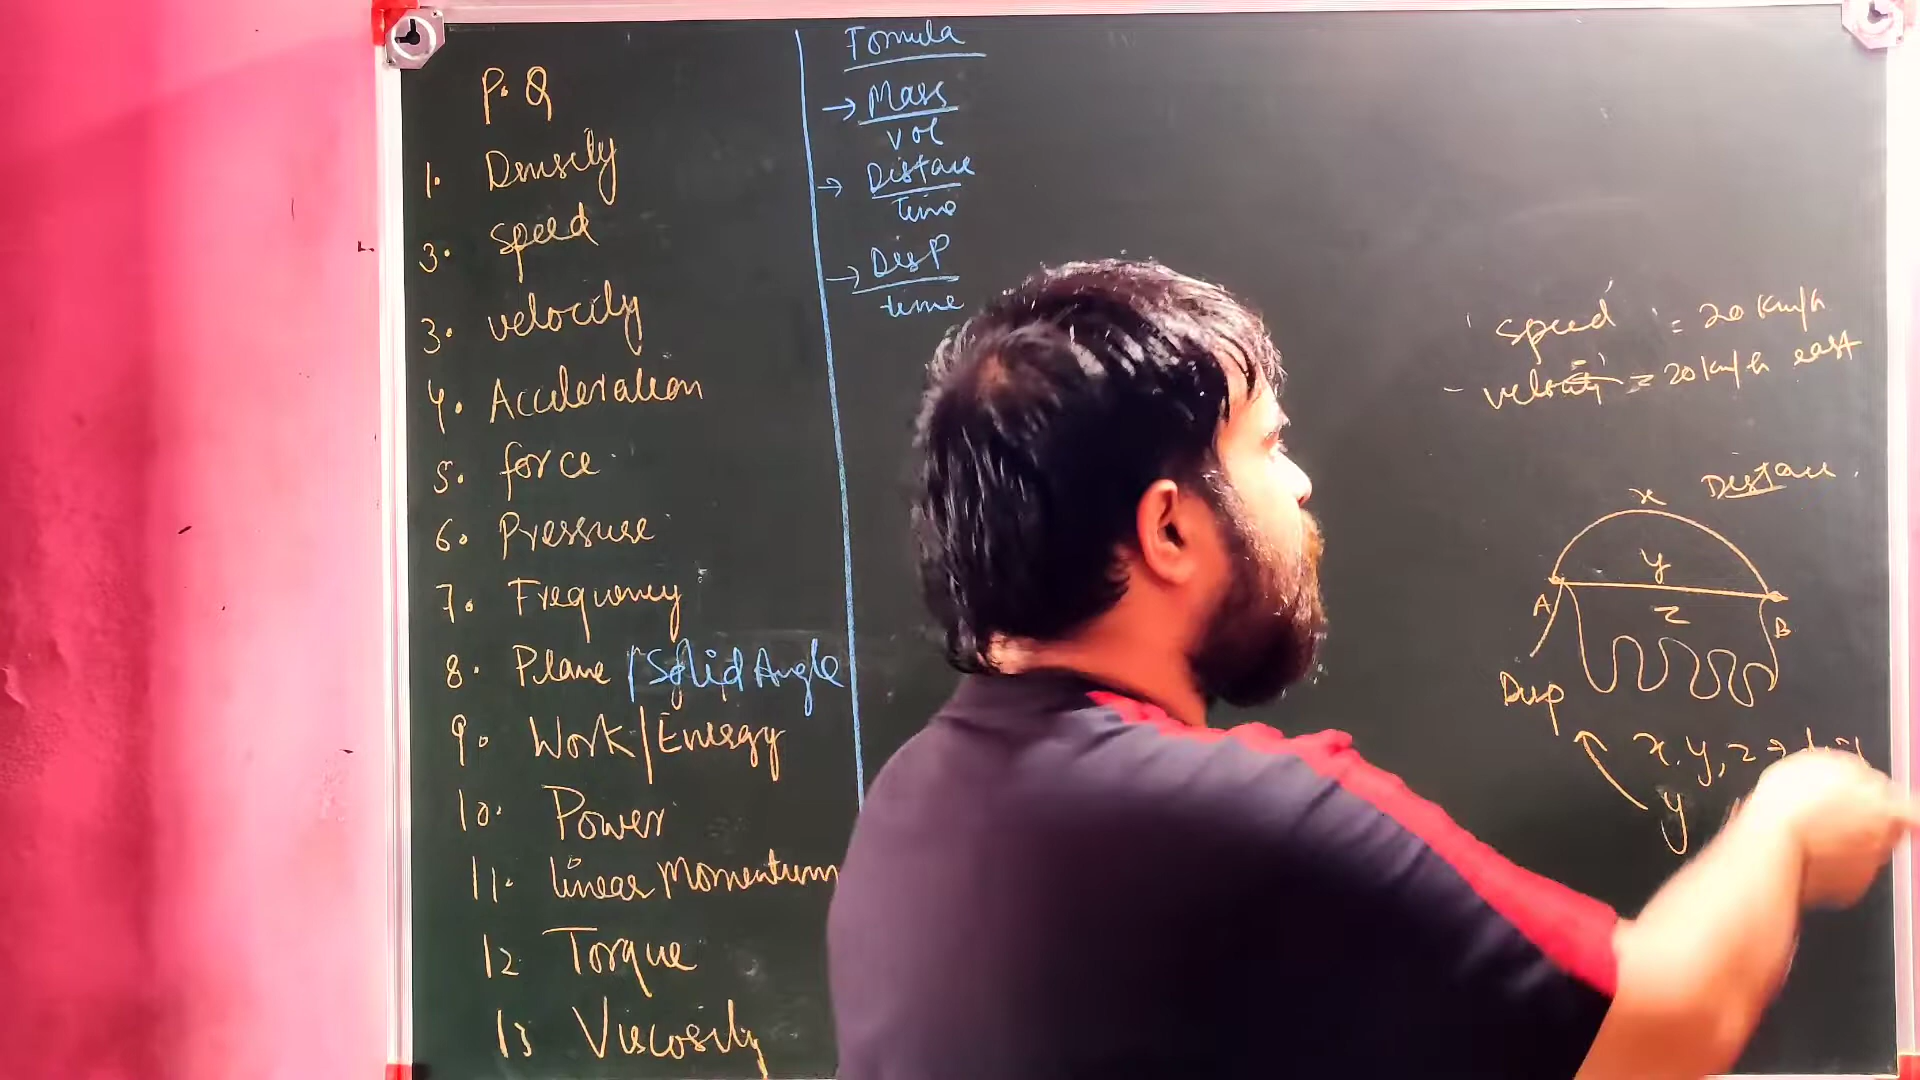 P.Q
1. Density
3. speed
3. velocity
4. Acceleration
5. force
6. Pressure
7. Frequency
8. Plane / Solid Angle
9. Work/Energy
10. Power
11. linear Momentum
12 Torque
13 Viscosity
Fomula
→ Mass
vol
→ Distance
Time
→ Disp
time
speed = 20 km/h
- velocity = 20 km/h east
x Distance.
y
A z B
Disp
x, y, z →
y